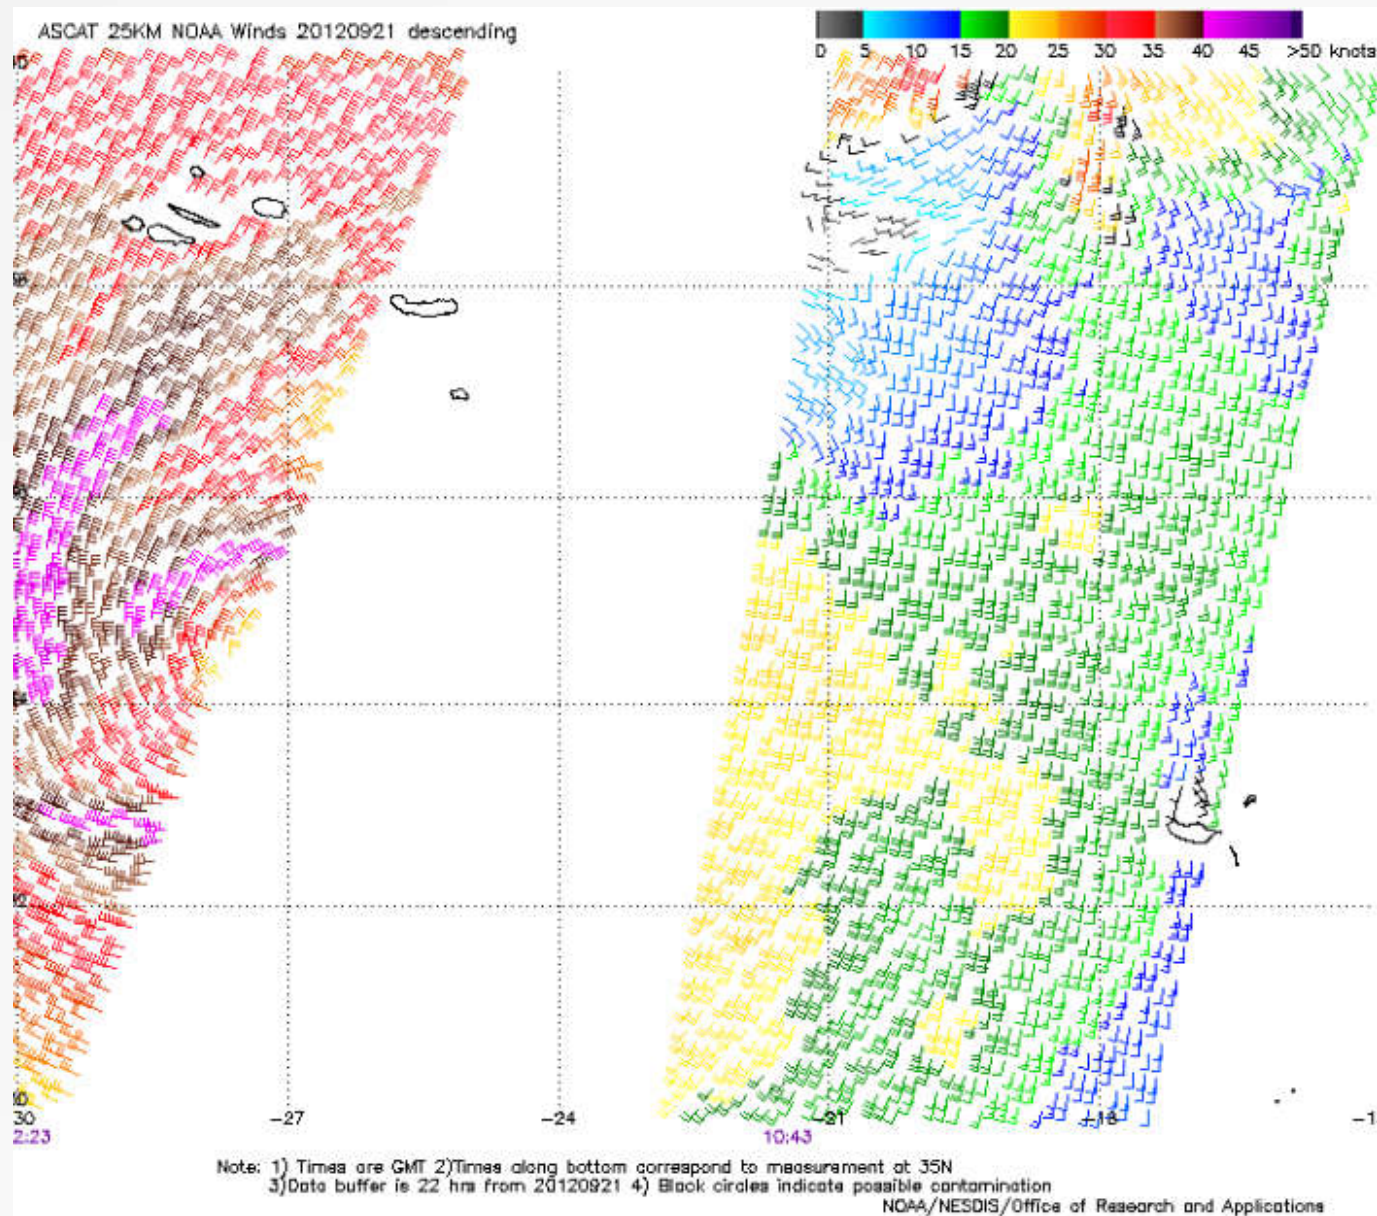 ASCAT 25KM NOAA Winds 20120921 descending
0 5 10 15 20 25 30 35 40 45 >50 knots
30 -27 -24 -21 -18 -1
2:23 10:43
Note: 1) Times are GMT 2)Times along bottom correspond to measurement at 35N
3)Data buffer is 22 hrs from 20120921 4) Black circles indicate possible contamination
NOAA/NESDIS/Office of Research and Applications